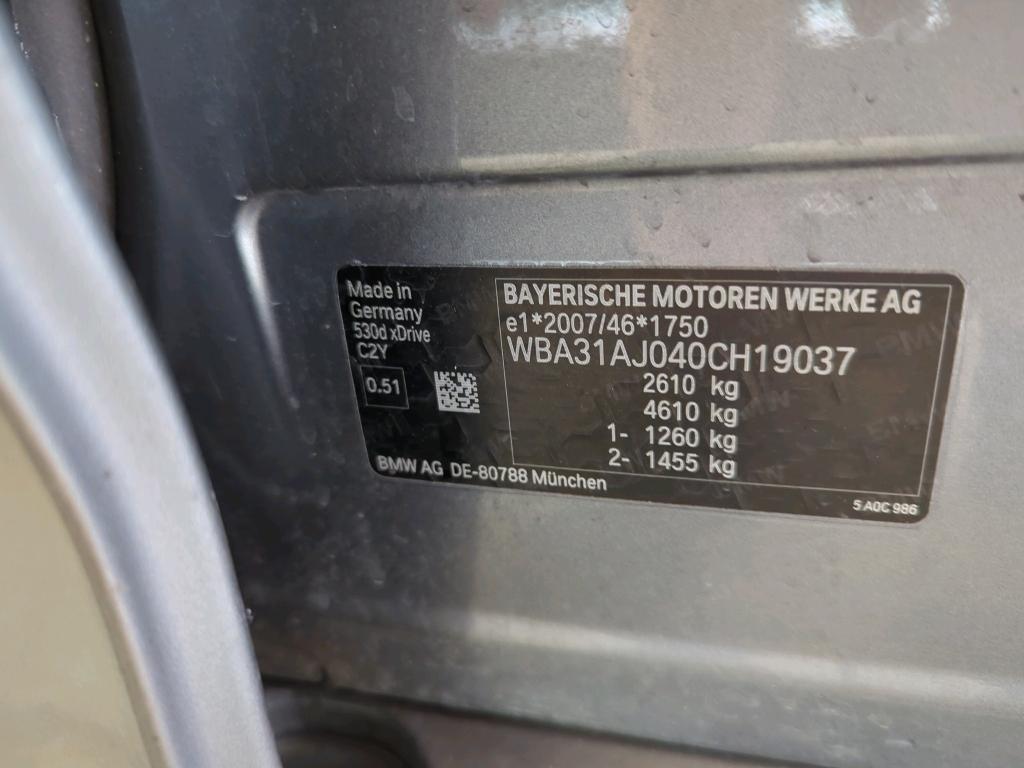 Made in
Germany
530d xDrive
C2Y
0.51
BAYERISCHE MOTOREN WERKE AG
e1*2007/46*1750
WBA31AJ040CH19037
2610 kg
4610 kg
1- 1260 kg
2- 1455 kg
BMW AG DE-80788 München
5 A0C 986